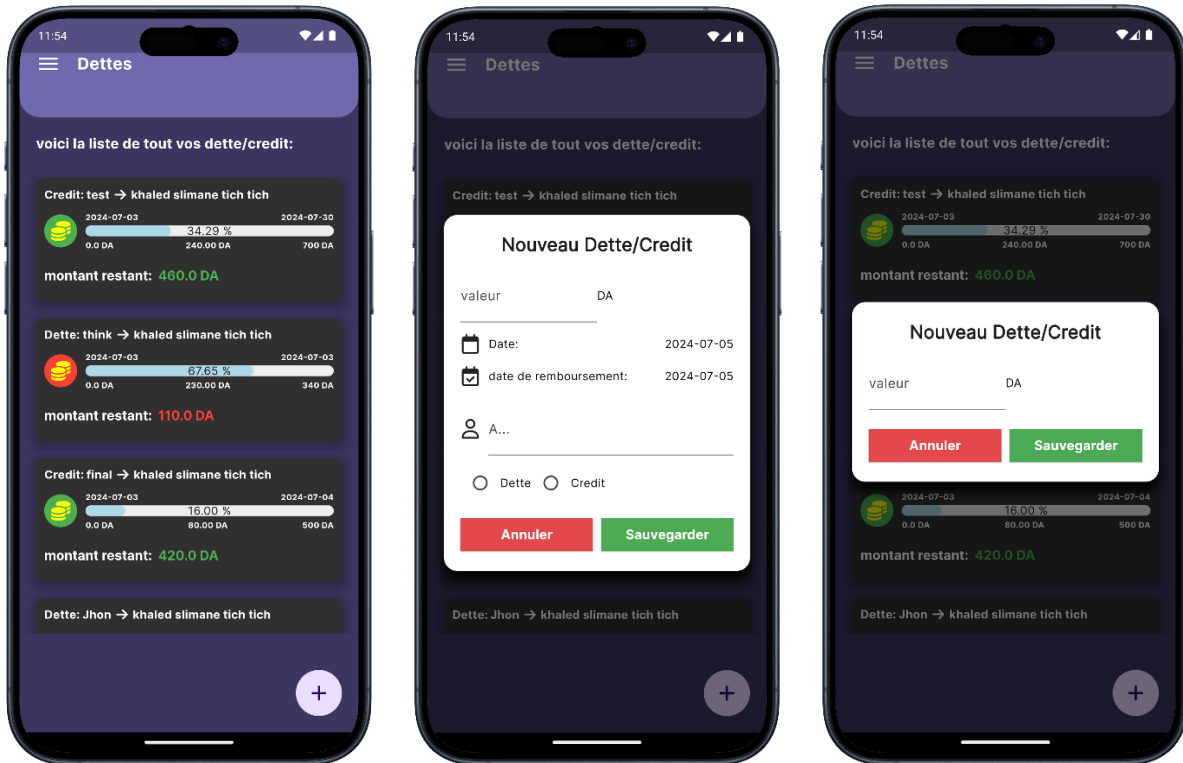 11:54
Dettes
voici la liste de tout vos dette/credit:
Credit: test → khaled slimane tich tich
2024-07-03 2024-07-30
34.29 %
0.0 DA 240.00 DA 700 DA
montant restant: 460.0 DA
Dette: think → khaled slimane tich tich
2024-07-03 2024-07-03
67.65 %
0.0 DA 230.00 DA 340 DA
montant restant: 110.0 DA
Credit: final → khaled slimane tich tich
2024-07-03 2024-07-04
16.00 %
0.0 DA 80.00 DA 500 DA
montant restant: 420.0 DA
Dette: Jhon → khaled slimane tich tich
+
11:54
Dettes
voici la liste de tout vos dette/credit:
Credit: test → khaled slimane tich tich
Nouveau Dette/Credit
valeur DA
Date: 2024-07-05
date de remboursement: 2024-07-05
A...
Dette Credit
Annuler Sauvegarder
Dette: Jhon → khaled slimane tich tich
+
11:54
Dettes
voici la liste de tout vos dette/credit:
Credit: test → khaled slimane tich tich
2024-07-03 2024-07-30
34.29 %
0.0 DA 240.00 DA 700 DA
montant restant: 460.0 DA
Nouveau Dette/Credit
valeur DA
Annuler Sauvegarder
2024-07-03 2024-07-04
16.00 %
0.0 DA 80.00 DA 500 DA
montant restant: 420.0 DA
Dette: Jhon → khaled slimane tich tich
+